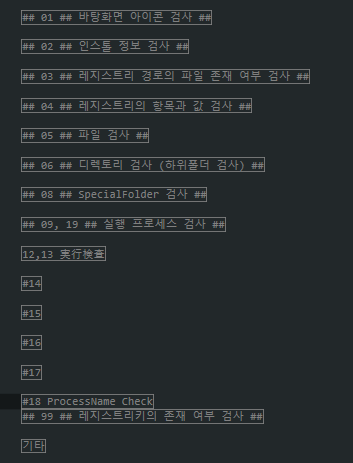 ## 01 ## 바탕화면 아이콘 검사 ##
## 02 ## 인스톨 정보 검사 ##
## 03 ## 레지스트리 경로의 파일 존재 여부 검사 ##
## 04 ## 레지스트리의 항목과 값 검사 ##
## 05 ## 파일 검사 ##
## 06 ## 디렉토리 검사 (하위폴더 검사) ##
## 08 ## SpecialFolder 검사 ##
## 09, 19 ## 실행 프로세스 검사 ##
12,13 実行検査
#14
#15
#16
#17
#18 ProcessName Check
## 99 ## 레지스트리키의 존재 여부 검사 ##
기타